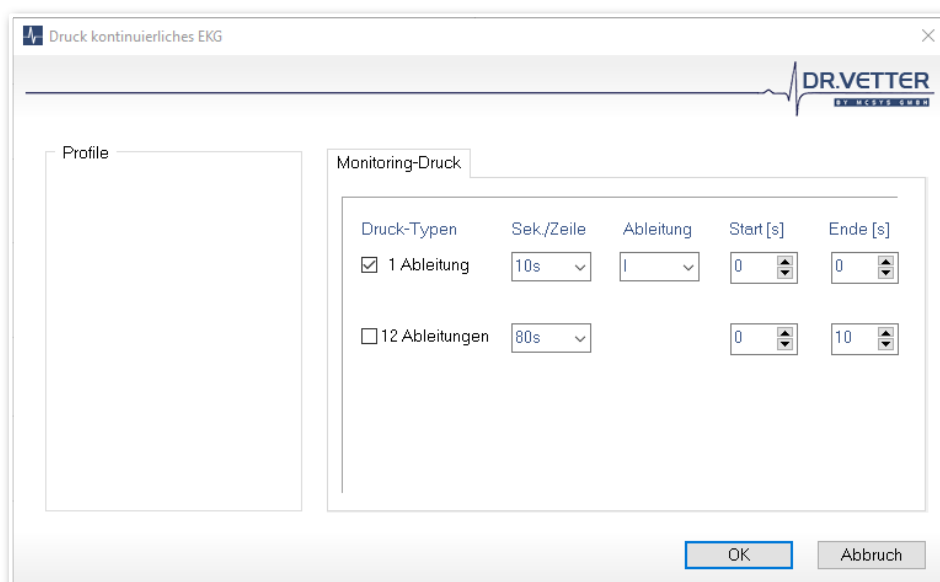 Druck kontinuierliches EKG
DR.VETTER
BY MCSYS GMBH
Profile
Monitoring-Druck
Druck-Typen Sek./Zeile Ableitung Start [s] Ende [s]
1 Ableitung 10s I 0 0
12 Ableitungen 80s 0 10
OK Abbruch